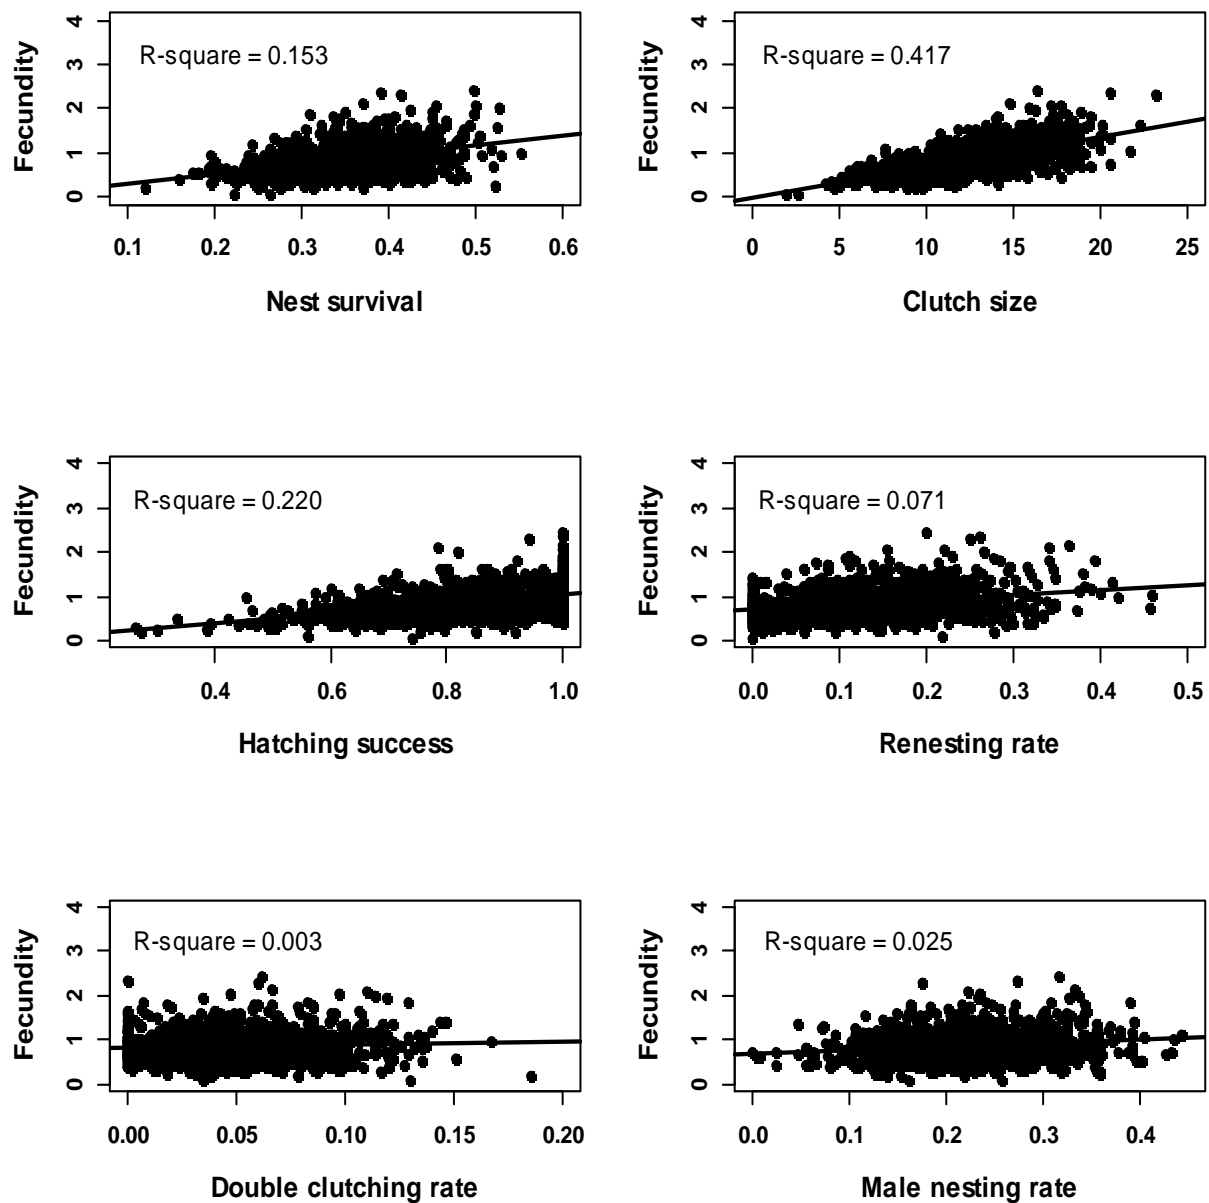 Fecundity
0 1 2 3 4
R-square = 0.153
0.1 0.2 0.3 0.4 0.5 0.6
Nest survival
Fecundity
0 1 2 3 4
R-square = 0.417
0 5 10 15 20 25
Clutch size
Fecundity
0 1 2 3 4
R-square = 0.220
0.4 0.6 0.8 1.0
Hatching success
Fecundity
0 1 2 3 4
R-square = 0.071
0.0 0.1 0.2 0.3 0.4 0.5
Renesting rate
Fecundity
0 1 2 3 4
R-square = 0.003
0.00 0.05 0.10 0.15 0.20
Double clutching rate
Fecundity
0 1 2 3 4
R-square = 0.025
0.0 0.1 0.2 0.3 0.4
Male nesting rate